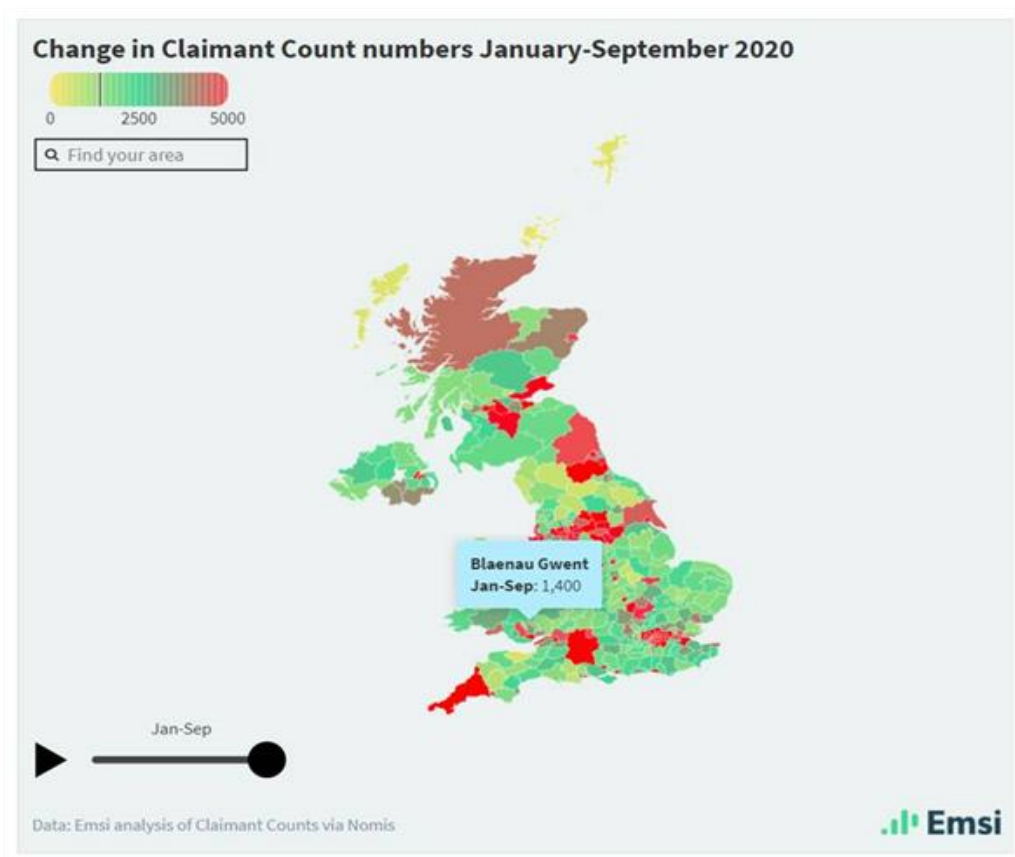 Change in Claimant Count numbers January-September 2020
0 2500 5000
Find your area
Blaenau Gwent
Jan-Sep: 1,400
Jan-Sep
Data: Emsi analysis of Claimant Counts via Nomis
Emsi